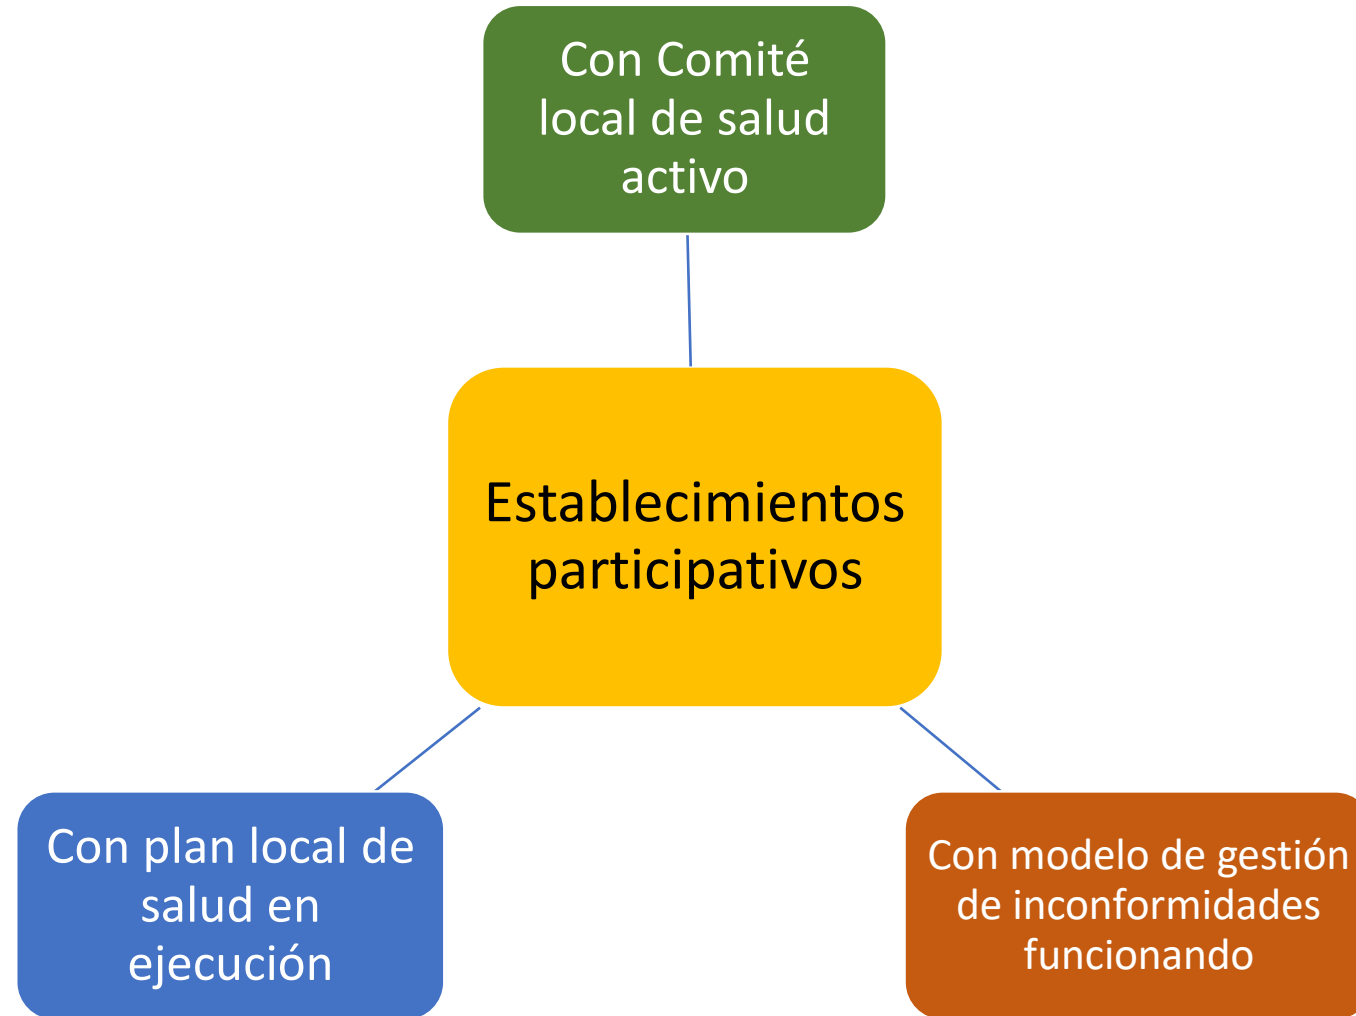 Con Comité
local de salud
activo
Establecimientos
participativos
Con plan local de
salud en
ejecución
Con modelo de gestión
de inconformidades
funcionando